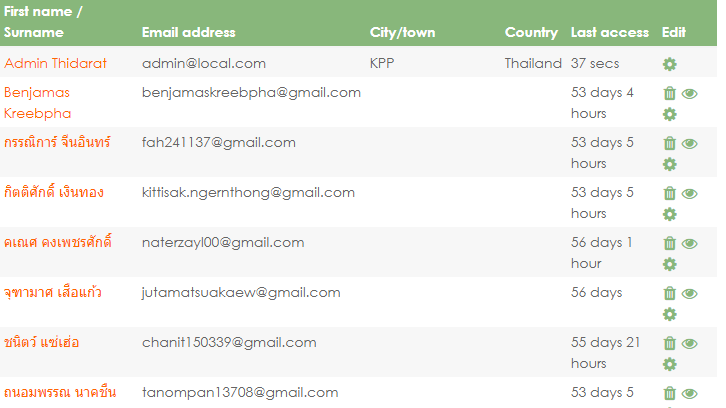 First name /
Surname Email address City/town Country Last access Edit
Admin Thidarat admin@local.com KPP Thailand 37 secs
Benjamas benjamaskreebpha@gmail.com 53 days 4
Kreebpha hours
กรรณิการ์ จีนอินทร์ fah241137@gmail.com 53 days 5
hours
กิตติศักดิ์ เงินทอง kittisak.ngernthong@gmail.com 53 days 5
hours
คเณศ คงเพชรศักดิ์ naterzayl00@gmail.com 56 days 1
hour
จุฑามาศ เสือแก้ว jutamatsuakaew@gmail.com 56 days
ชนิตว์ แซ่เฮ่อ chanit150339@gmail.com 55 days 21
hours
ถนอมพรรณ นาคชื่น tanompan13708@gmail.com 53 days 5